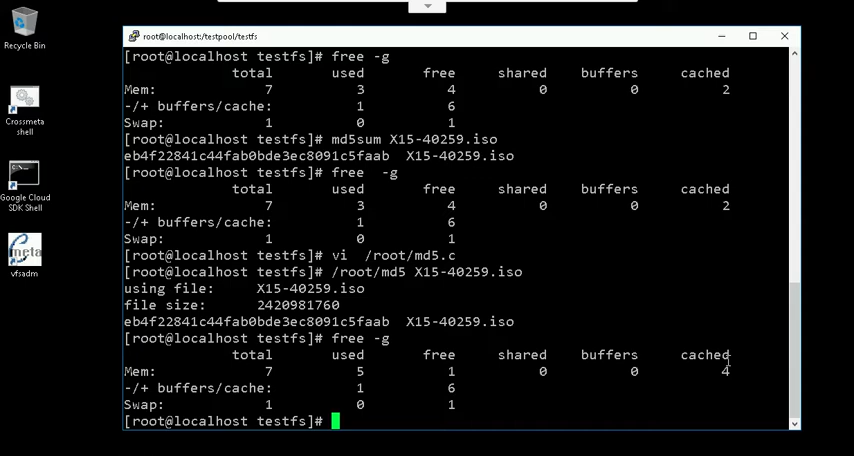 root@localhost:/testpool/testfs
Recycle Bin
Crossmeta
shell
Google Cloud
SDK Shell
meta
vfsadm
[root@localhost testfs]# free -g
total used free shared buffers cached
Mem: 7 3 4 0 0 2
-/+ buffers/cache: 1 6
Swap: 1 0 1
[root@localhost testfs]# md5sum X15-40259.iso
eb4f22841c44fab0bde3ec8091c5faab  X15-40259.iso
[root@localhost testfs]# free  -g
total used free shared buffers cached
Mem: 7 3 4 0 0 2
-/+ buffers/cache: 1 6
Swap: 1 0 1
[root@localhost testfs]# vi  /root/md5.c
[root@localhost testfs]# /root/md5 X15-40259.iso
using file: X15-40259.iso
file size: 2420981760
eb4f22841c44fab0bde3ec8091c5faab  X15-40259.iso
[root@localhost testfs]# free -g
total used free shared buffers cached
Mem: 7 5 1 0 0 4
-/+ buffers/cache: 1 6
Swap: 1 0 1
[root@localhost testfs]#